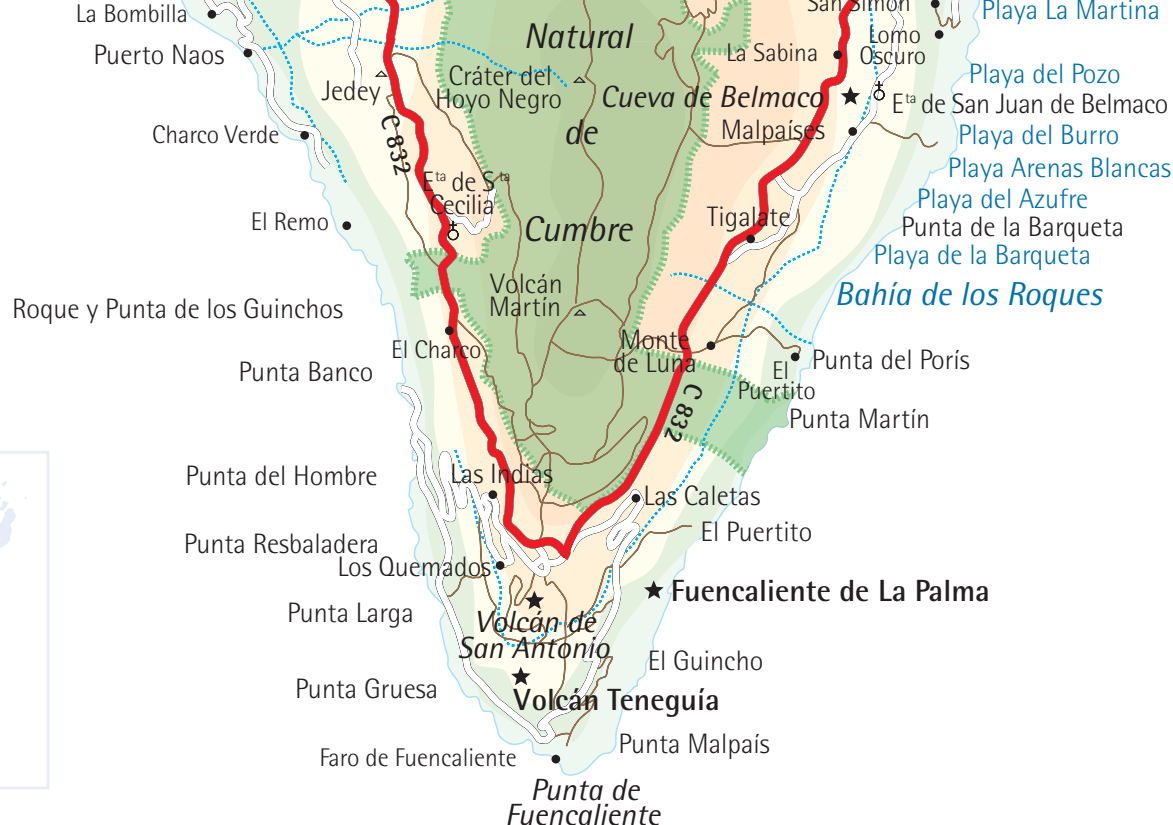 San Simón
La Bombilla
Playa La Martina
Natural
Lomo
Oscuro
Puerto Naos
La Sabina
Playa del Pozo
Cráter del
Hoyo Negro
Jedey
Cueva de Belmaco
Eta de San Juan de Belmaco
C 832
Charco Verde
de
Malpaíses
Playa del Burro
Playa Arenas Blancas
Eta de Sta
Cecilia
Playa del Azufre
El Remo
Cumbre
Tigalate
Punta de la Barqueta
Playa de la Barqueta
Volcán
Martín
Bahía de los Roques
Roque y Punta de los Guinchos
El Charco
Monte
de Luna
Punta del Porís
Punta Banco
El
Puertito
C 832
Punta Martín
Punta del Hombre
Las Indias
Las Caletas
El Puertito
Punta Resbaladera
Los Quemados
Fuencaliente de La Palma
Punta Larga
Volcán de
San Antonio
El Guincho
Punta Gruesa
Volcán Teneguía
Punta Malpaís
Faro de Fuencaliente
Punta de
Fuencaliente